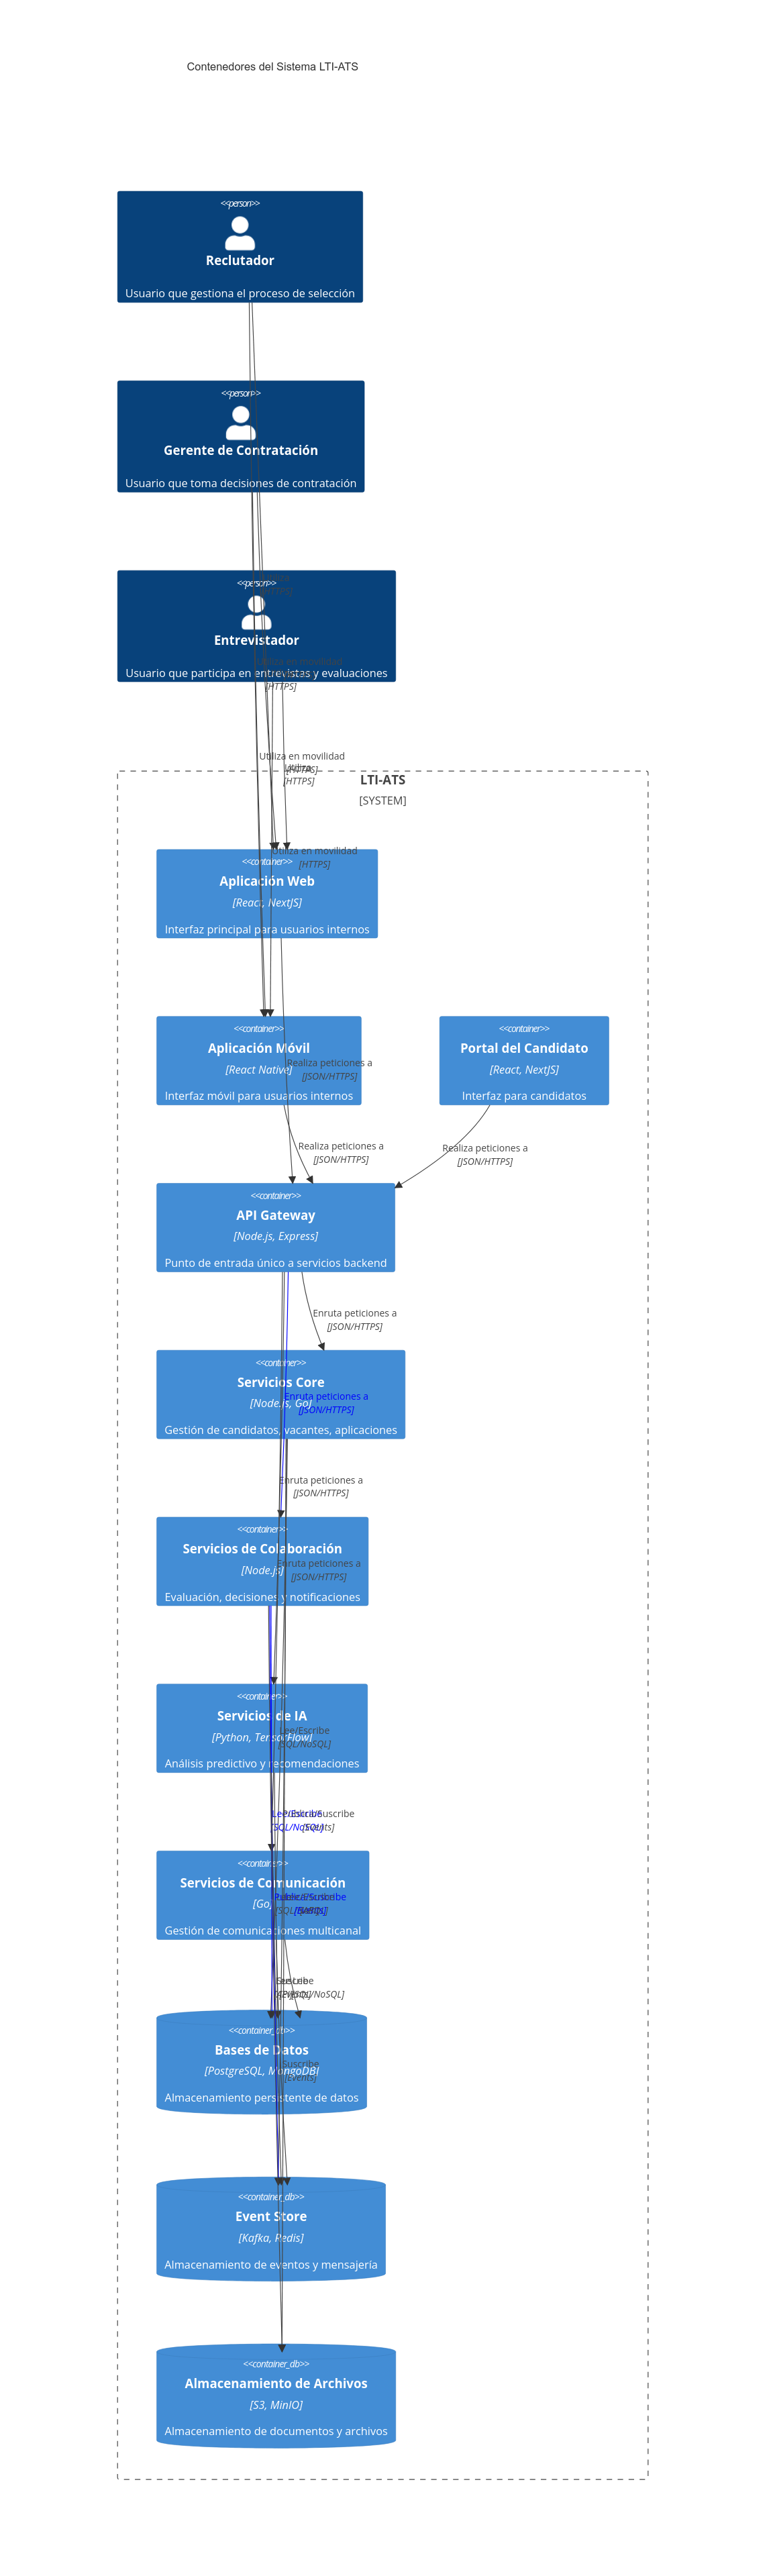 Contenedores del Sistema LTI-ATS
<<person>>
Reclutador
Usuario que gestiona el proceso de selección
<<person>>
Gerente de Contratación
Usuario que toma decisiones de contratación
[HTTPS]
<<person>>
Entrevistador
Usuario que participa en entrevistas y evaluaciones
Utiliza en movilidad
[HTTPS]
Utiliza en movilidad
[HTTPS]
Utiliza
[HTTPS]
LTI-ATS
[SYSTEM]
Utiliza en movilidad
[HTTPS]
<<container>>
Aplicación Web
[React, NextJS]
Interfaz principal para usuarios internos
<<container>>
Aplicación Móvil
[React Native]
Interfaz móvil para usuarios internos
<<container>>
Portal del Candidato
[React, NextJS]
Interfaz para candidatos
Realiza peticiones a
[JSON/HTTPS]
Realiza peticiones a
[JSON/HTTPS]
Realiza peticiones a
[JSON/HTTPS]
<<container>>
API Gateway
[Node.js, Express]
Punto de entrada único a servicios backend
Enruta peticiones a
[JSON/HTTPS]
<<container>>
Servicios Core
[Node.js, Go]
Gestión de candidatos, vacantes, aplicaciones
Enruta peticiones a
[JSON/HTTPS]
Enruta peticiones a
[JSON/HTTPS]
<<container>>
Servicios de Colaboración
[Node.js]
Evaluación, decisiones y notificaciones
Enruta peticiones a
[JSON/HTTPS]
<<container>>
Servicios de IA
[Python, TensorFlow]
Análisis predictivo y recomendaciones
Lee/Escribe
[SQL/NoSQL]
Lee/Escribe
[SQL/NoSQL]
Publica/Suscribe
[Events]
<<container>>
Servicios de Comunicación
[Go]
Gestión de comunicaciones multicanal
Publica/Suscribe
[Events]
<<container_db>>
Bases de Datos
[PostgreSQL, MongoDB]
Almacenamiento persistente de datos
Suscribe
[Events]
<<container_db>>
Event Store
[Kafka, Redis]
Almacenamiento de eventos y mensajería
<<container_db>>
Almacenamiento de Archivos
[S3, MinIO]
Almacenamiento de documentos y archivos